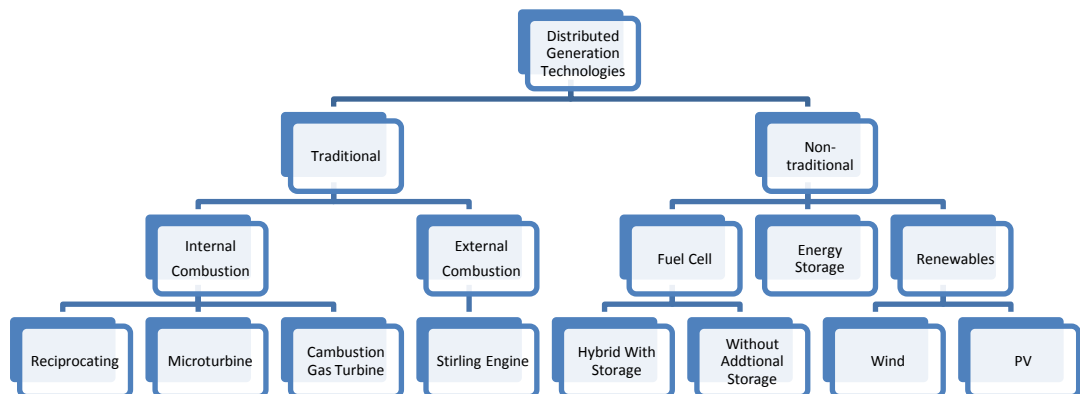 Distributed
Generation
Technologies
Traditional
Non-
traditional
Internal
Combustion
External
Combustion
Fuel Cell
Energy
Storage
Renewables
Reciprocating
Microturbine
Cambustion
Gas Turbine
Stirling Engine
Hybrid With
Storage
Without
Addtional
Storage
Wind
PV